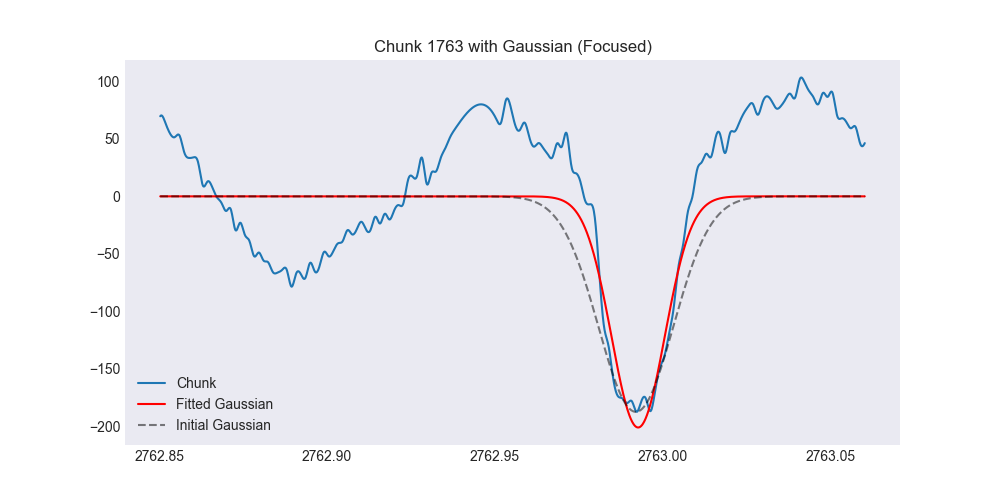 Chunk 1763 with Gaussian (Focused)
100
50
0
−50
−100
−150
−200
Chunk
Fitted Gaussian
Initial Gaussian
2762.85 2762.90 2762.95 2763.00 2763.05